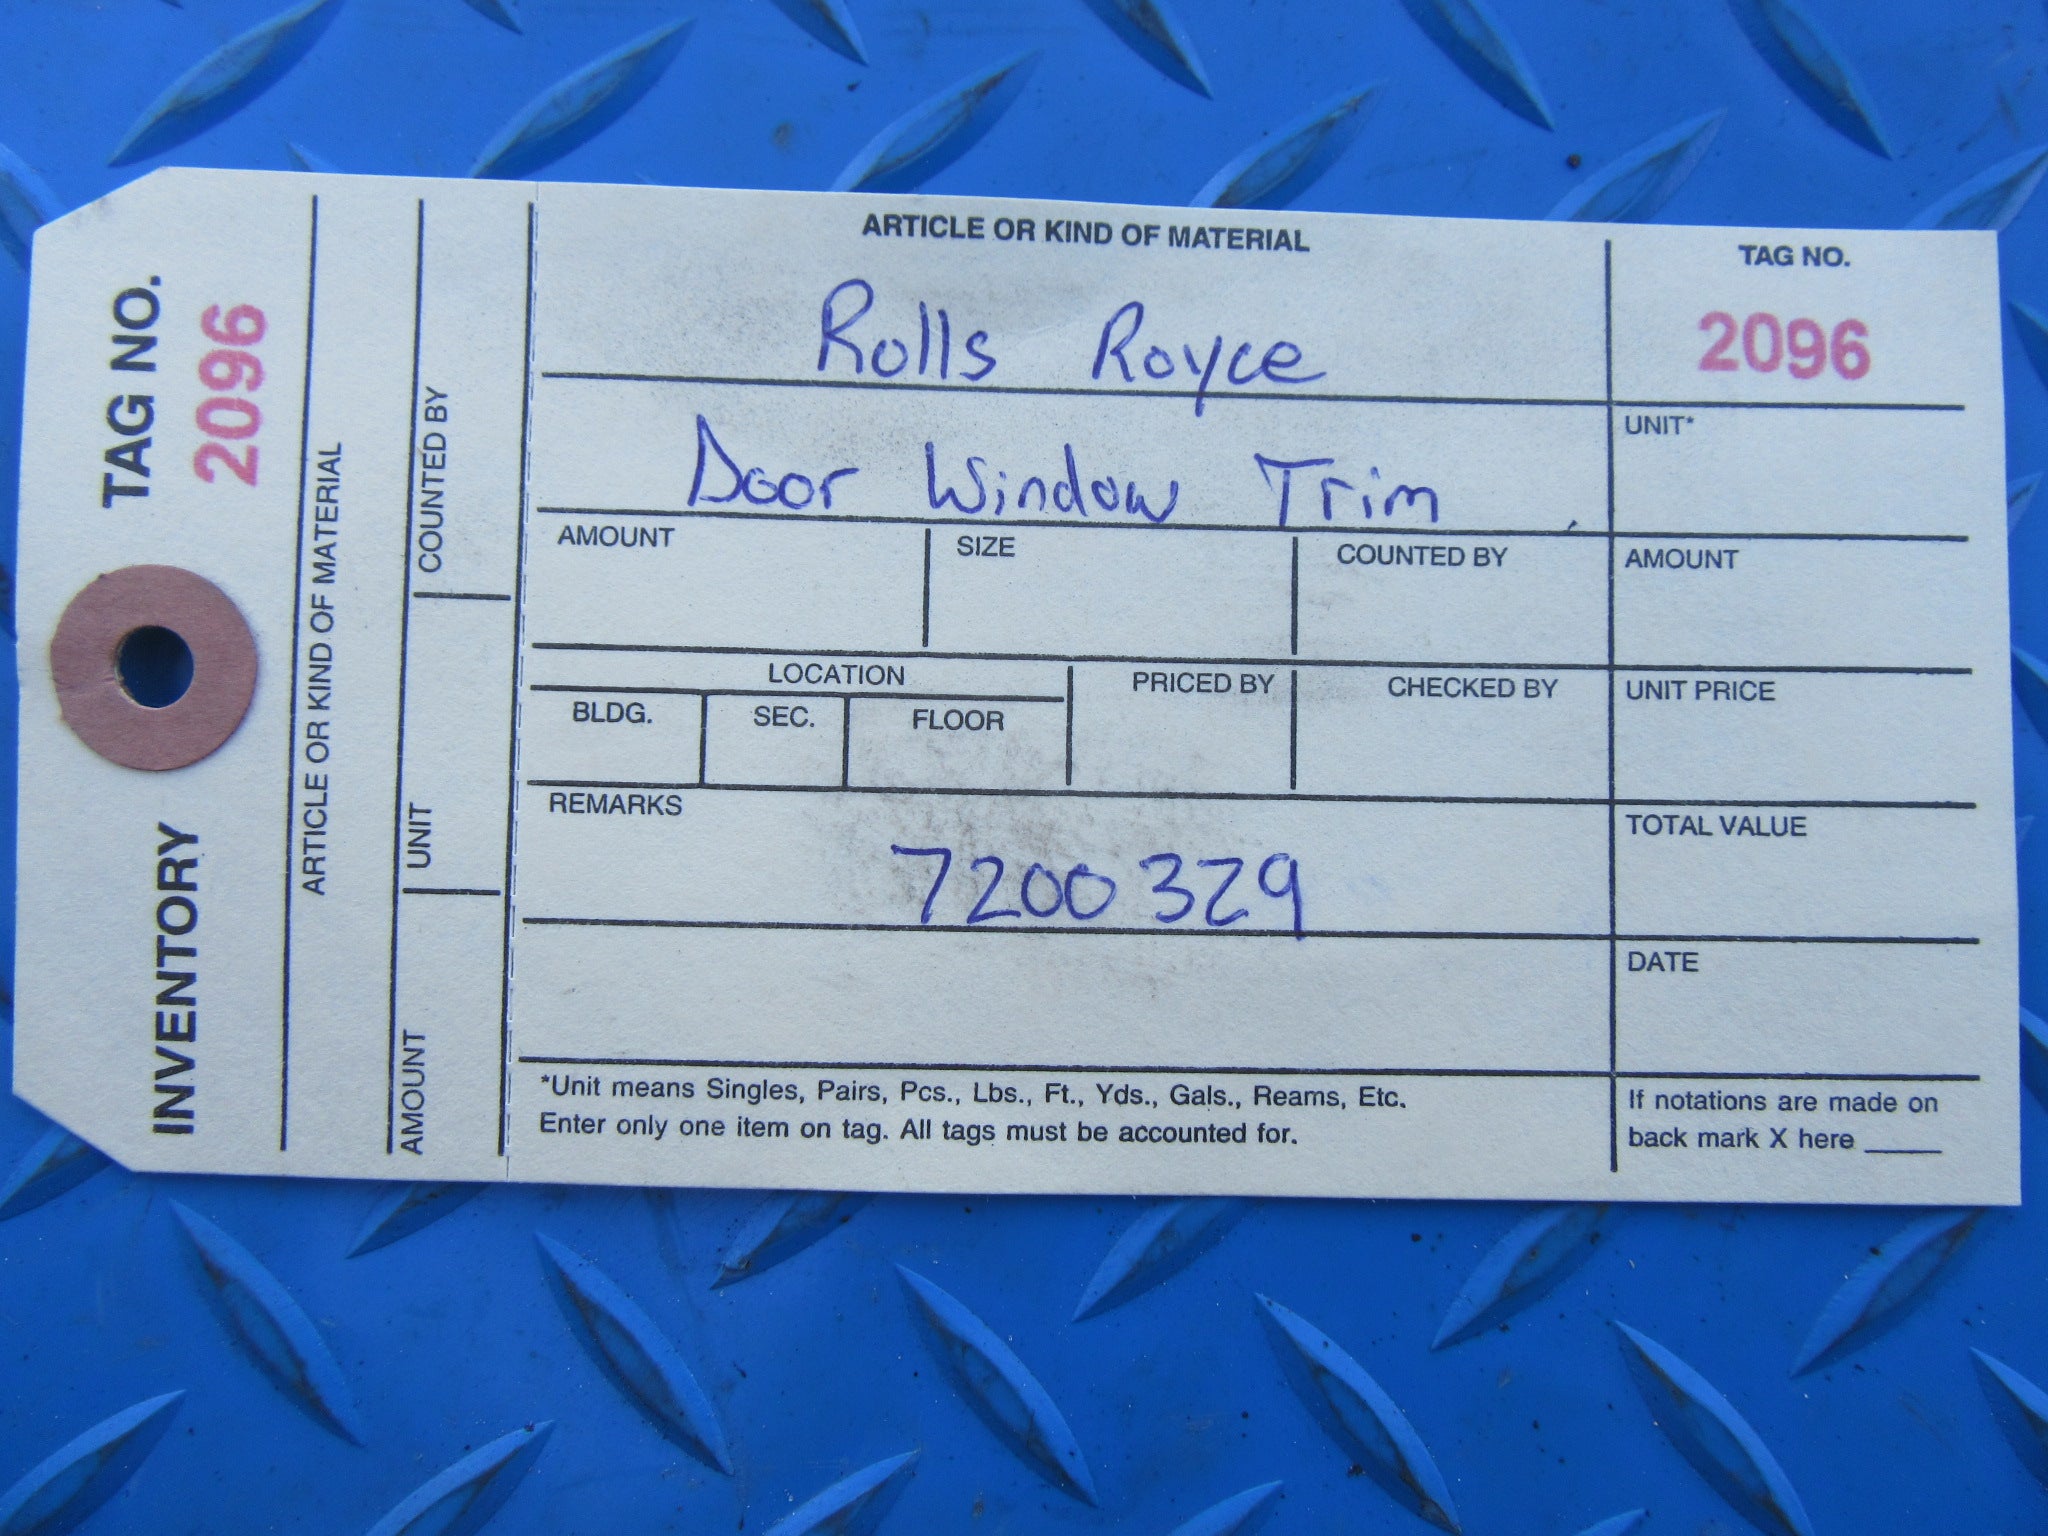 INVENTORY TAG NO.
2096
ARTICLE OR KIND OF MATERIAL
AMOUNT UNIT COUNTED BY
ARTICLE OR KIND OF MATERIAL
Rolls Royce
Door Window Trim
TAG NO.
2096
UNIT*
AMOUNT SIZE COUNTED BY AMOUNT
LOCATION PRICED BY CHECKED BY UNIT PRICE
BLDG. SEC. FLOOR
REMARKS TOTAL VALUE
7200329
DATE
*Unit means Singles, Pairs, Pcs., Lbs., Ft., Yds., Gals., Reams, Etc.
Enter only one item on tag. All tags must be accounted for.
If notations are made on
back mark X here